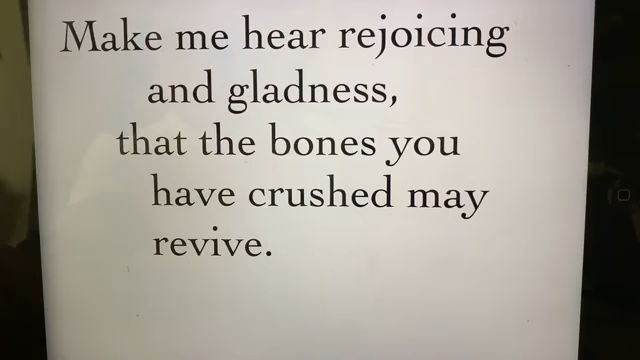 Make me hear rejoicing
and gladness,
that the bones you
have crushed may
revive.